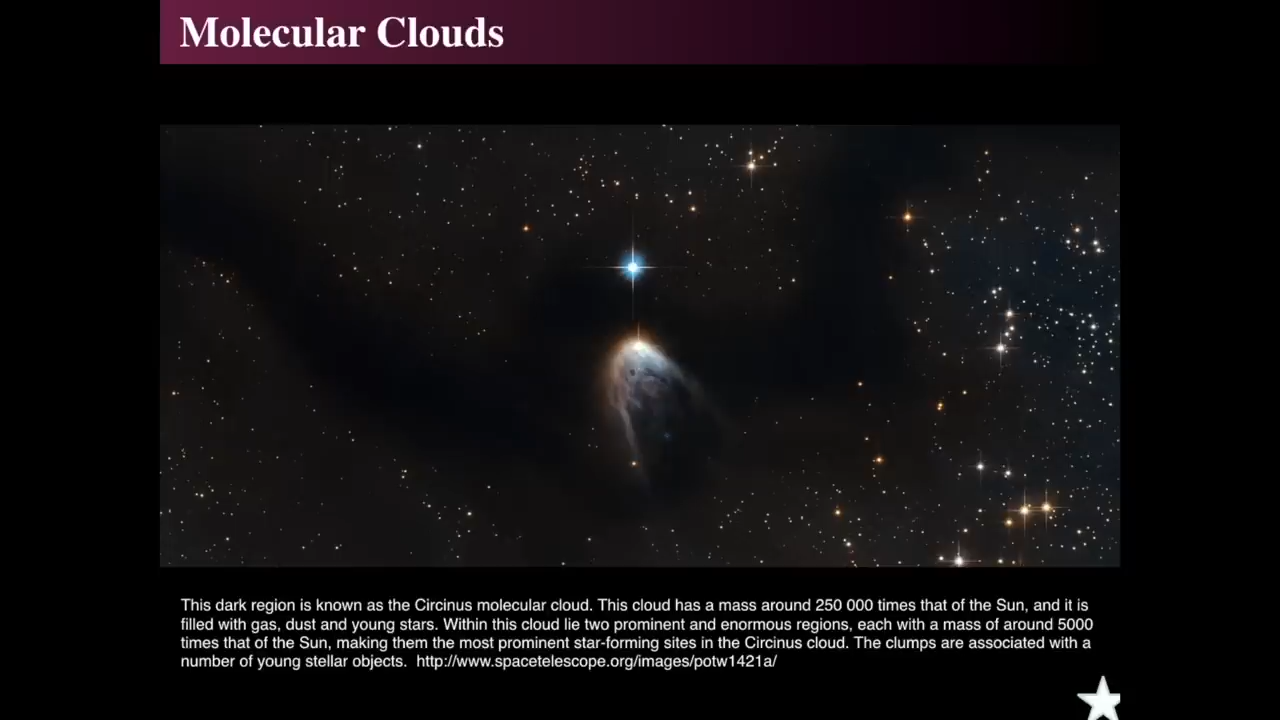 Molecular Clouds
This dark region is known as the Circinus molecular cloud. This cloud has a mass around 250 000 times that of the Sun, and it is
filled with gas, dust and young stars. Within this cloud lie two prominent and enormous regions, each with a mass of around 5000
times that of the Sun, making them the most prominent star-forming sites in the Circinus cloud. The clumps are associated with a
number of young stellar objects.  http://www.spacetelescope.org/images/potw1421a/